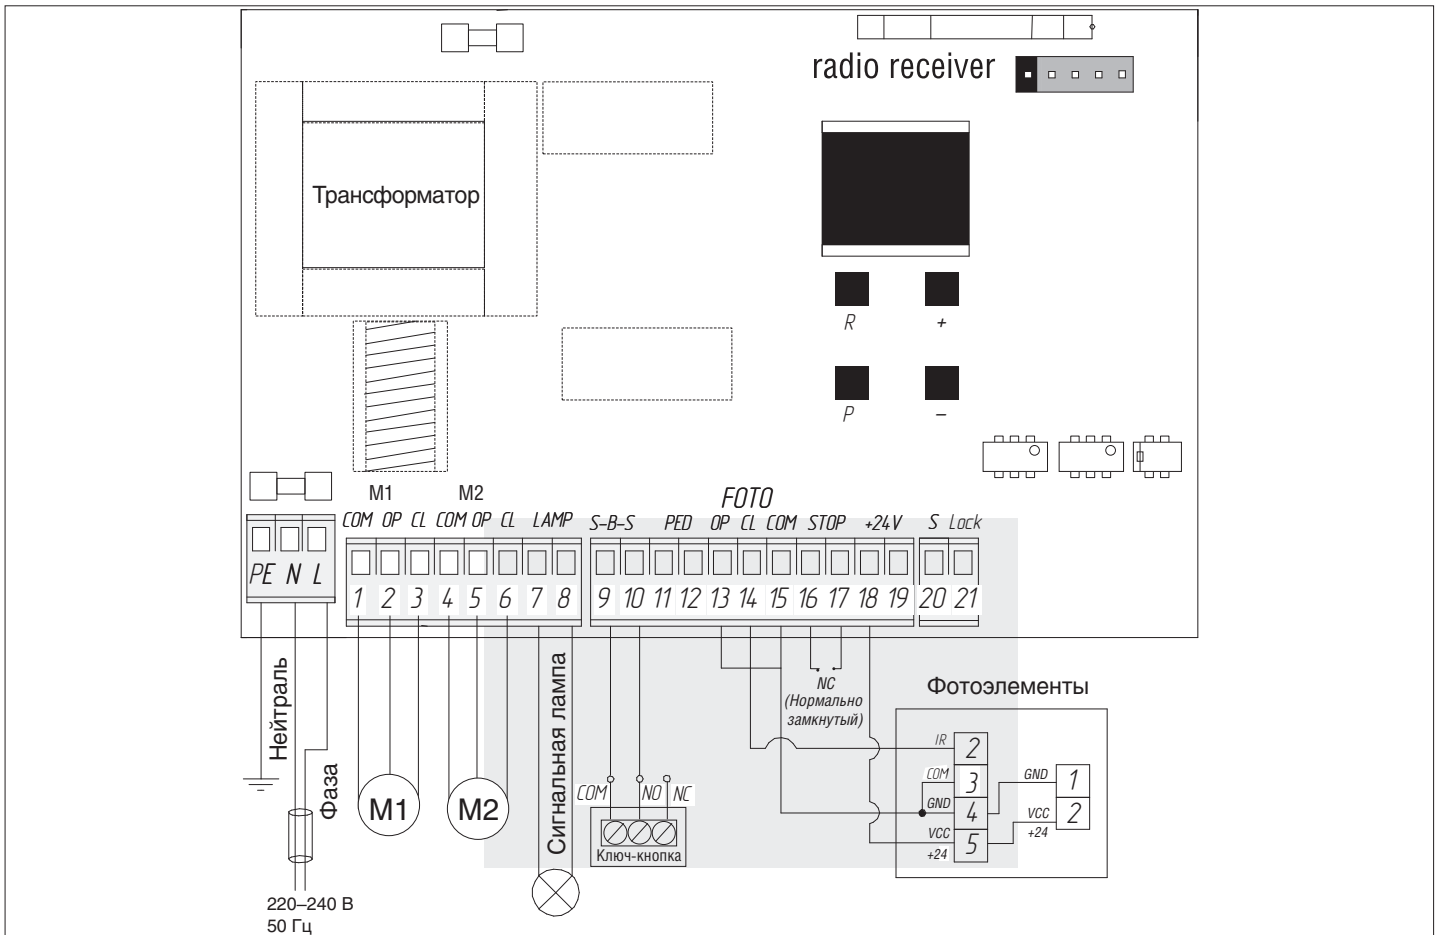 radio receiver
Трансформатор
R
+
P
–
M1
M2
FOTO
COM OP CL COM OP CL LAMP
S–B–S PED OP CL COM STOP +24V
S Lock
PE N L
1 2 3 4 5 6 7 8
9 10 11 12 13 14 15 16 17 18 19
20 21
Нейтраль
Фаза
Сигнальная лампа
NC
(Нормально
замкнутый)
Фотоэлементы
IR
2
COM
3
GND
4
VCC
+24
5
GND
1
VCC
+24
2
M1
M2
COM NO NC
Ключ-кнопка
220–240 В
50 Гц